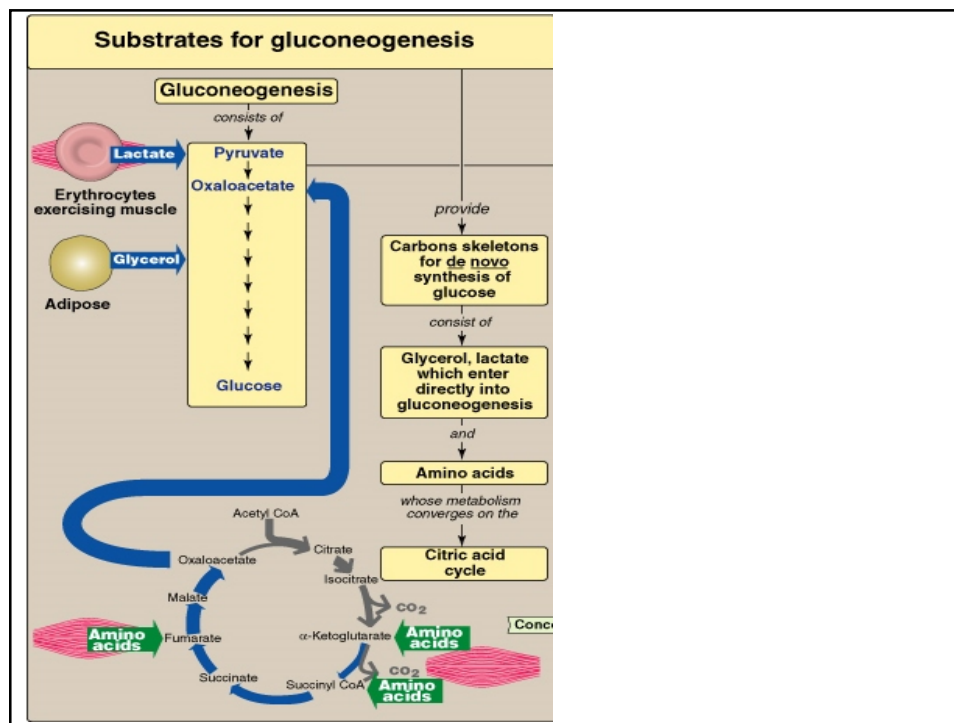 Substrates for gluconeogenesis
Gluconeogenesis
consists of
Lactate
Pyruvate
Oxaloacetate
Erythrocytes
exercising muscle
Glycerol
Adipose
Glucose
provide
Carbons skeletons
for de novo
synthesis of
glucose
consist of
Glycerol, lactate
which enter
directly into
gluconeogenesis
and
Amino acids
whose metabolism
converges on the
Citric acid
cycle
Acetyl CoA
Citrate
Oxaloacetate
Isocitrate
Malate
CO2
Amino
acids
Fumarate
α-Ketoglutarate
Amino
acids
CO2
Succinate
Succinyl CoA
Amino
acids
Conce